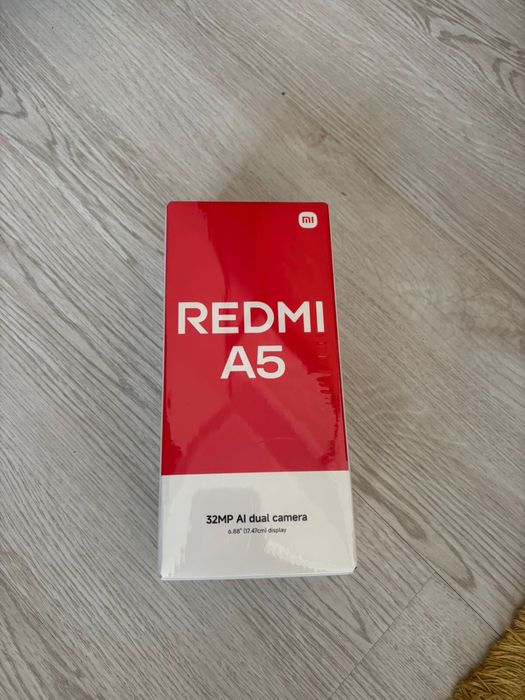 mi
REDMI
A5
32MP AI dual camera
6.88" (17.47cm) display